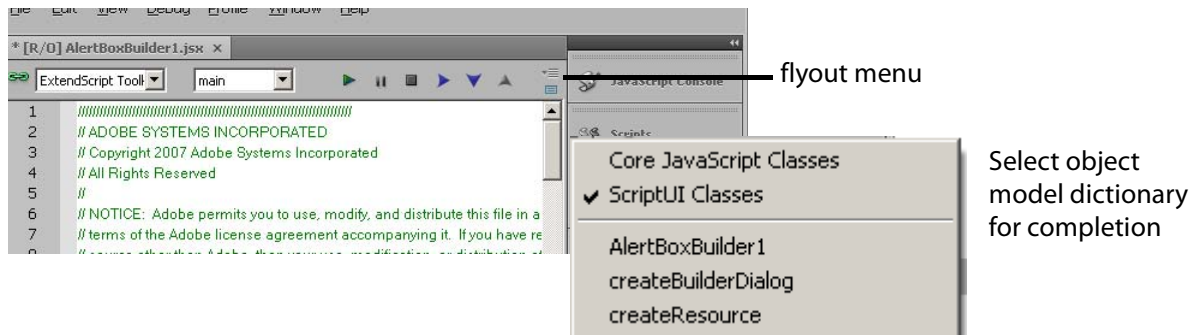 File Edit View Debug Profile Window Help
* [R/O] AlertBoxBuilder1.jsx ×
ExtendScript Toolk main
flyout menu
JavaScript Console
Scripts
1 ////////////////////////////////////////////////////////////////////////////////
2 // ADOBE SYSTEMS INCORPORATED
3 // Copyright 2007 Adobe Systems Incorporated
4 // All Rights Reserved
5 //
6 // NOTICE: Adobe permits you to use, modify, and distribute this file in a
7 // terms of the Adobe license agreement accompanying it. If you have re
Core JavaScript Classes
✔ ScriptUI Classes
AlertBoxBuilder1
createBuilderDialog
createResource
Select object
model dictionary
for completion